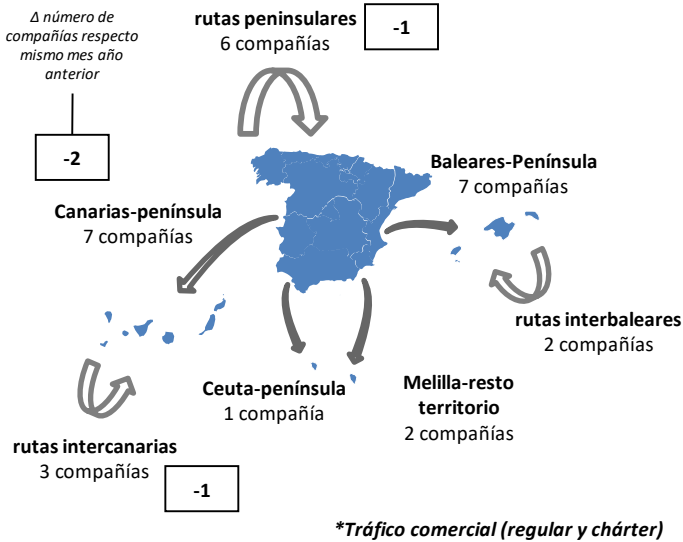 Δ número de
compañías respecto
mismo mes año
anterior
-2
rutas peninsulares
6 compañías
-1
Baleares-Península
7 compañías
Canarias-península
7 compañías
rutas interbaleares
2 compañías
Ceuta-península
1 compañía
Melilla-resto
territorio
2 compañías
rutas intercanarias
3 compañías
-1
*Tráfico comercial (regular y chárter)